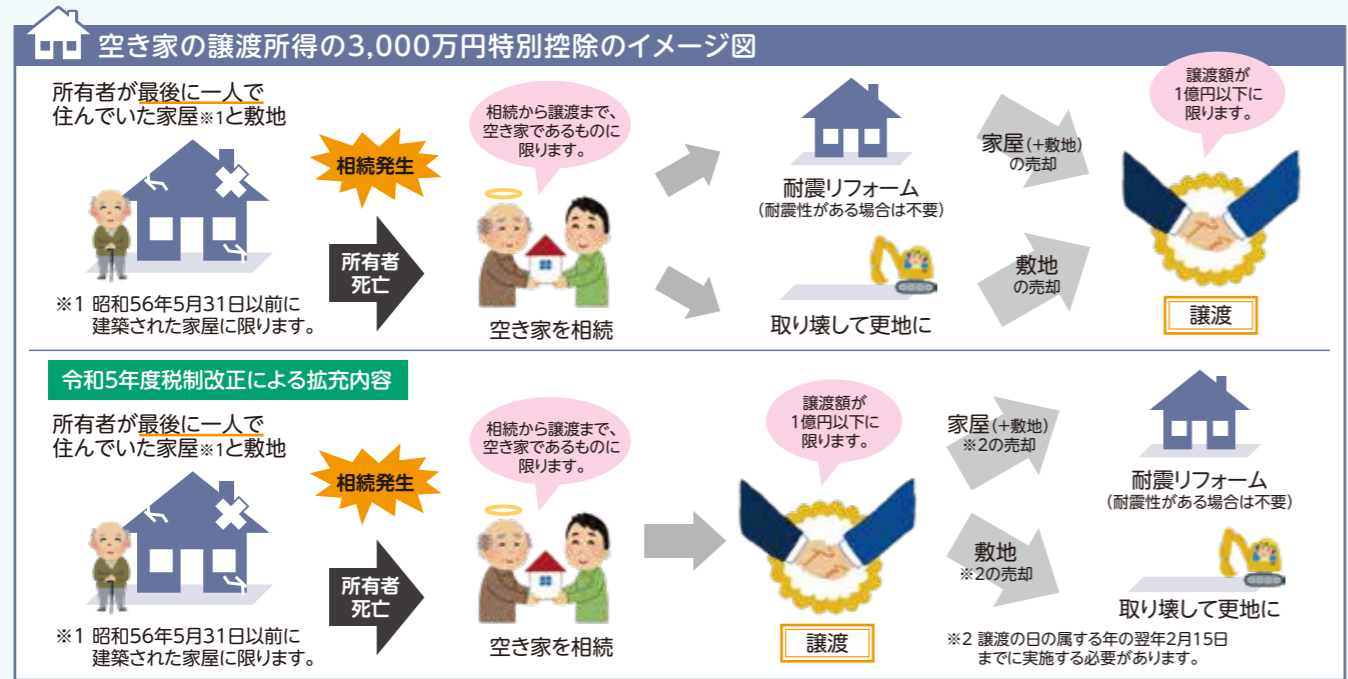 空き家の譲渡所得の3,000万円特別控除のイメージ図
所有者が最後に一人で
住んでいた家屋※1と敷地
相続発生
所有者
死亡
※1 昭和56年5月31日以前に
建築された家屋に限ります。
相続から譲渡まで、
空き家であるものに
限ります。
空き家を相続
耐震リフォーム
(耐震性がある場合は不要)
取り壊して更地に
家屋(+敷地)
の売却
敷地
の売却
譲渡額が
1億円以下に
限ります。
譲渡
令和5年度税制改正による拡充内容
所有者が最後に一人で
住んでいた家屋※1と敷地
相続発生
所有者
死亡
※1 昭和56年5月31日以前に
建築された家屋に限ります。
相続から譲渡まで、
空き家であるものに
限ります。
空き家を相続
譲渡額が
1億円以下に
限ります。
譲渡
家屋(+敷地)
※2の売却
敷地
※2の売却
耐震リフォーム
(耐震性がある場合は不要)
取り壊して更地に
※2 譲渡の日の属する年の翌年2月15日
までに実施する必要があります。